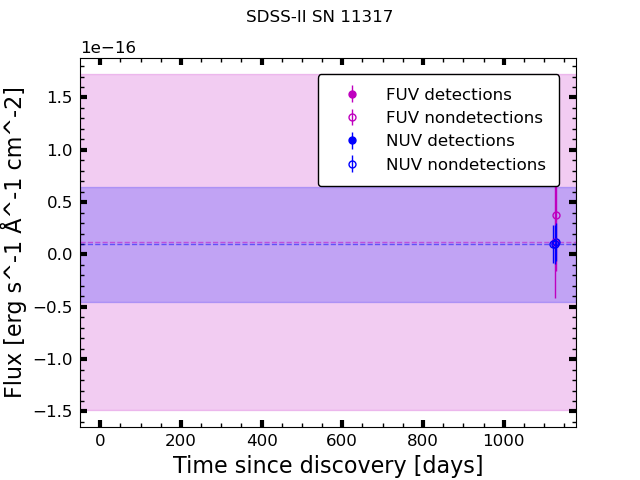 SDSS-II SN 11317
1e−16
FUV detections
FUV nondetections
NUV detections
NUV nondetections
1.5
1.0
0.5
0.0
−0.5
−1.0
−1.5
Flux [erg s^-1 Å^-1 cm^-2]
0
200
400
600
800
1000
Time since discovery [days]